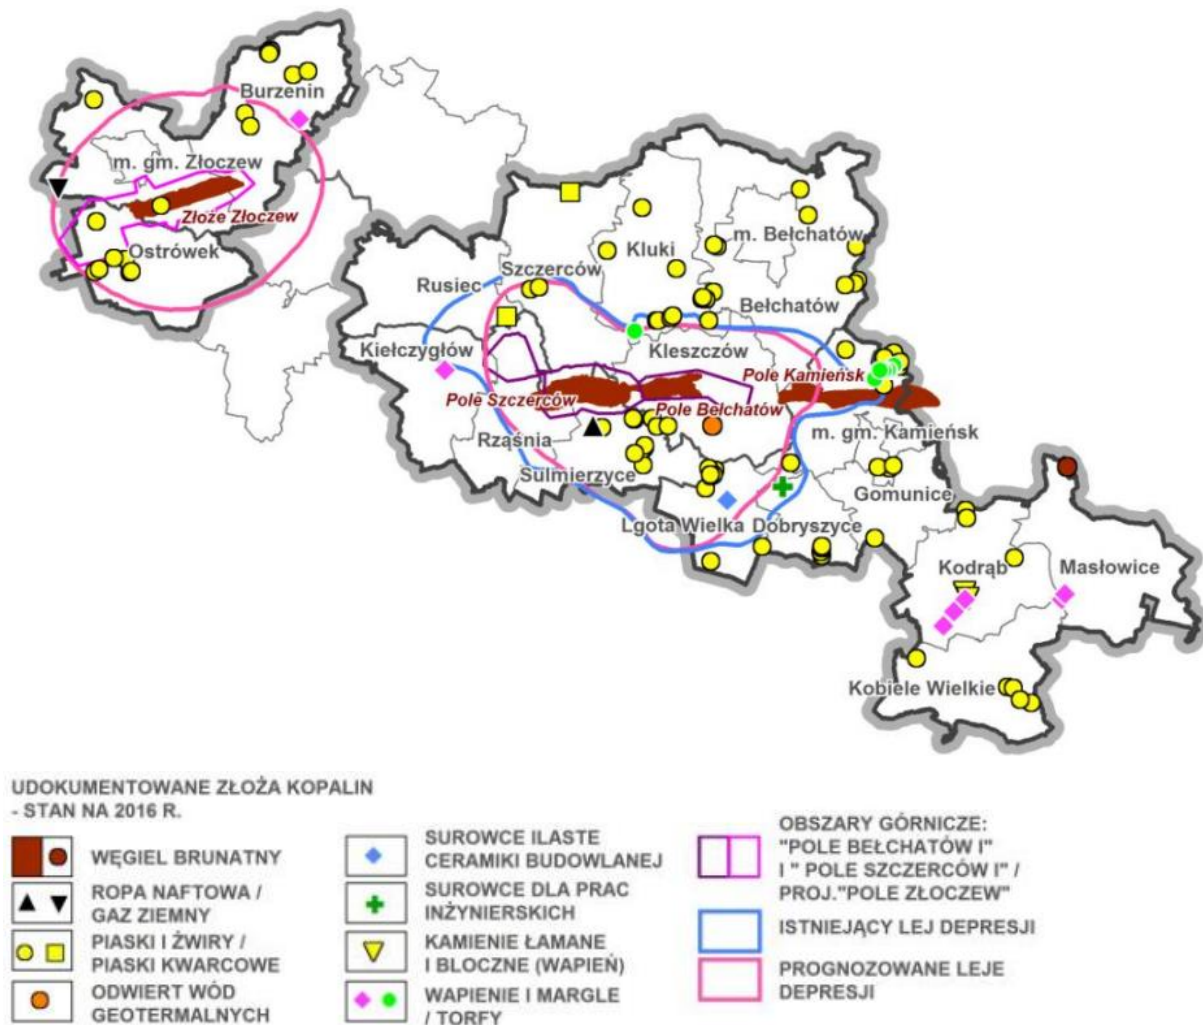 Burzenin
m. gm. Złoczew
Złoże Złoczew
Ostrówek
Rusiec
Szczerców
Kluki
m. Bełchatów
Bełchatów
Kiełczygłów
Kleszczów
Pole Kamieńsk
Pole Szczerców
Pole Bełchatów
Rząśnia
m. gm. Kamieńsk
Sulmierzyce
Gomunice
Lgota Wielka
Dobryszyce
Kodrąb
Masłowice
Kobiele Wielkie
UDOKUMENTOWANE ZŁOŻA KOPALIN
- STAN NA 2016 R.
WĘGIEL BRUNATNY
ROPA NAFTOWA /
GAZ ZIEMNY
PIASKI I ŻWIRY /
PIASKI KWARCOWE
ODWIERT WÓD
GEOTERMALNYCH
SUROWCE ILASTE
CERAMIKI BUDOWLANEJ
SUROWCE DLA PRAC
INŻYNIERSKICH
KAMIENIE ŁAMANE
I BLOCZNE (WAPIEŃ)
WAPIENIE I MARGLE
/ TORFY
OBSZARY GÓRNICZE:
"POLE BEŁCHATÓW I"
I " POLE SZCZERCÓW I" /
PROJ."POLE ZŁOCZEW"
ISTNIEJĄCY LEJ DEPRESJI
PROGNOZOWANE LEJE
DEPRESJI